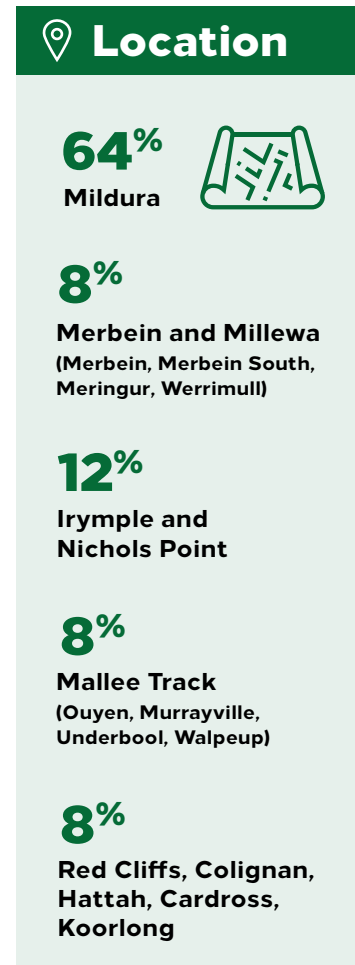 Location
64%
Mildura
8%
Merbein and Millewa
(Merbein, Merbein South,
Meringur, Werrimull)
12%
Irymple and
Nichols Point
8%
Mallee Track
(Ouyen, Murrayville,
Underbool, Walpeup)
8%
Red Cliffs, Colignan,
Hattah, Cardross,
Koorlong